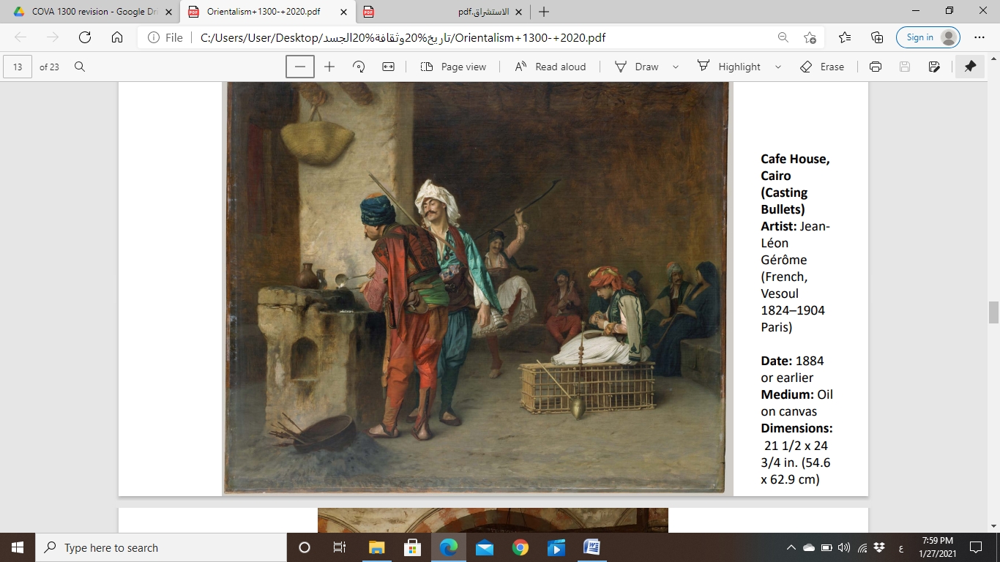 COVA 1300 revision - Google Dri
Orientalism+1300-+2020.pdf
الاستشراق.pdf
File
C:/Users/User/Desktop/تاريخ%20وثقافة%20الجسد/Orientalism+1300-+2020.pdf
Sign in
13
of 23
Page view
Read aloud
Draw
Highlight
Erase
Cafe House,
Cairo
(Casting
Bullets)
Artist: Jean-
Léon
Gérôme
(French,
Vesoul
1824–1904
Paris)
Date: 1884
or earlier
Medium: Oil
on canvas
Dimensions:
21 1/2 x 24
3/4 in. (54.6
x 62.9 cm)
Type here to search
ع
7:59 PM
1/27/2021